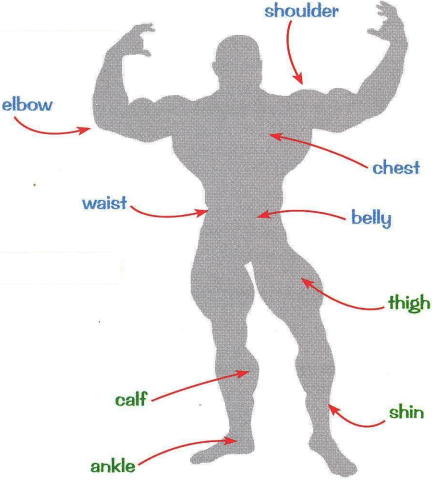 shoulder
elbow
chest
waist
belly
thigh
calf
shin
ankle